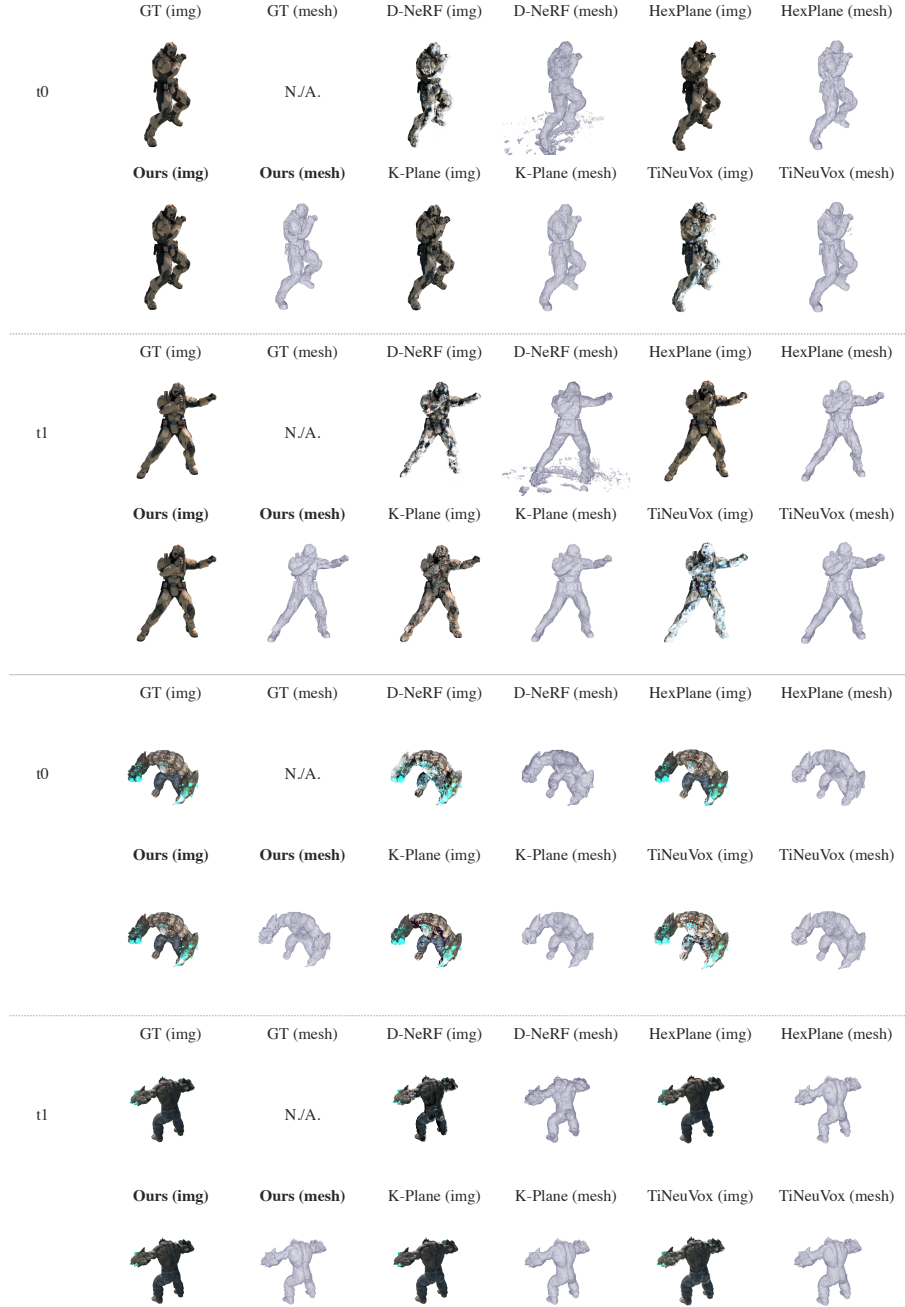 GT (img) GT (mesh) D-NeRF (img) D-NeRF (mesh) HexPlane (img) HexPlane (mesh)
t0 N./A.
Ours (img) Ours (mesh) K-Plane (img) K-Plane (mesh) TiNeuVox (img) TiNeuVox (mesh)
GT (img) GT (mesh) D-NeRF (img) D-NeRF (mesh) HexPlane (img) HexPlane (mesh)
t1 N./A.
Ours (img) Ours (mesh) K-Plane (img) K-Plane (mesh) TiNeuVox (img) TiNeuVox (mesh)
GT (img) GT (mesh) D-NeRF (img) D-NeRF (mesh) HexPlane (img) HexPlane (mesh)
t0 N./A.
Ours (img) Ours (mesh) K-Plane (img) K-Plane (mesh) TiNeuVox (img) TiNeuVox (mesh)
GT (img) GT (mesh) D-NeRF (img) D-NeRF (mesh) HexPlane (img) HexPlane (mesh)
t1 N./A.
Ours (img) Ours (mesh) K-Plane (img) K-Plane (mesh) TiNeuVox (img) TiNeuVox (mesh)